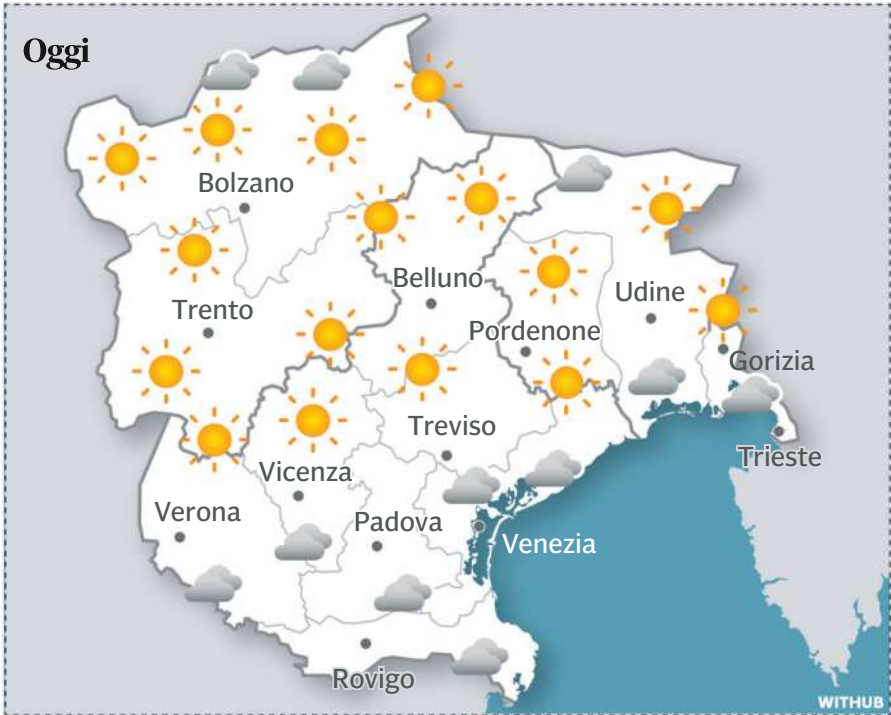 Oggi
Bolzano
Belluno
Udine
Trento
Pordenone
Gorizia
Treviso
Trieste
Vicenza
Verona
Padova
Venezia
Rovigo
WITHUB